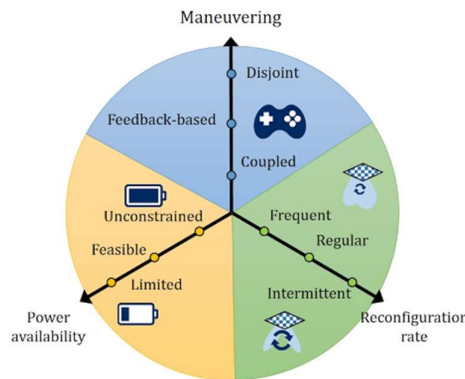 Maneuvering
Disjoint
Feedback-based
Coupled
Unconstrained
Frequent
Feasible
Regular
Limited
Intermittent
Power
availability
Reconfiguration
rate